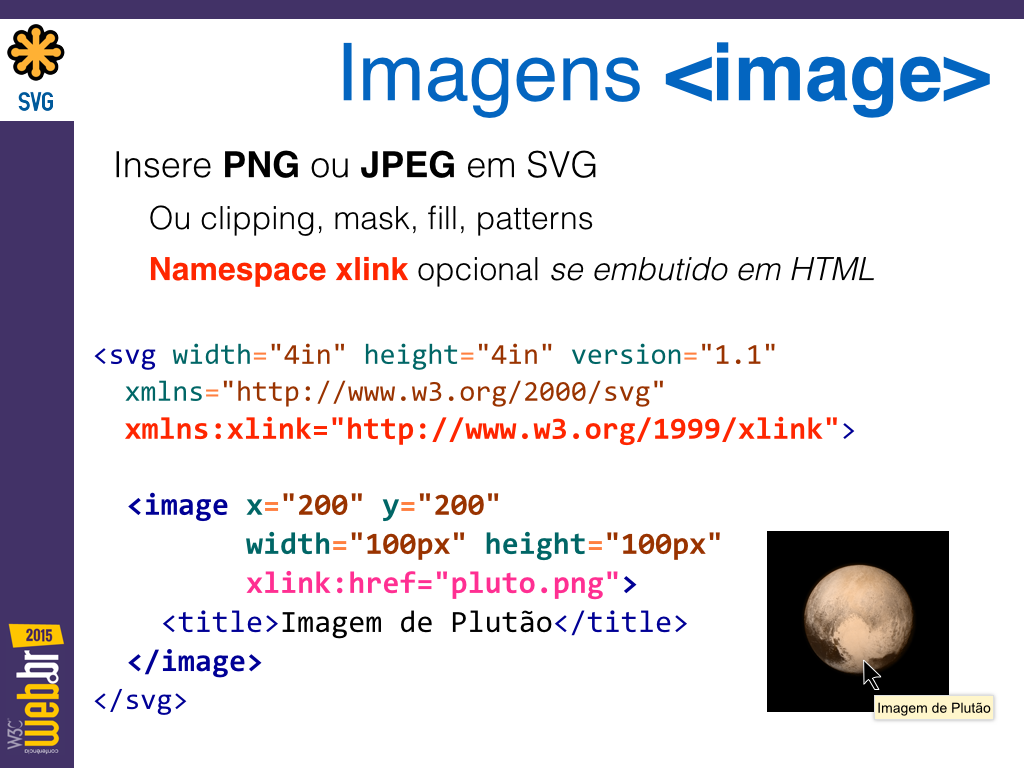 SVG
Imagens <image>
Insere PNG ou JPEG em SVG
Ou clipping, mask, fill, patterns
Namespace xlink opcional se embutido em HTML
<svg width="4in" height="4in" version="1.1"
xmlns="http://www.w3.org/2000/svg"
xmlns:xlink="http://www.w3.org/1999/xlink">
<image x="200" y="200"
width="100px" height="100px"
xlink:href="pluto.png">
<title>Imagem de Plutão</title>
</image>
</svg>
Imagem de Plutão
2015
conferência
web.br
W3C